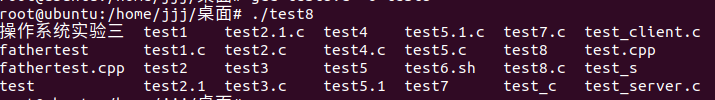 root@ubuntu:/home/jjj/桌面# ./test8
操作系统实验三 test1 test2.1.c test4 test5.1.c test7.c test_client.c
fathertest test1.c test2.c test4.c test5.c test8 test.cpp
fathertest.cpp test2 test3 test5 test6.sh test8.c test_s
test test2.1 test3.c test5.1 test7 test_c test_server.c